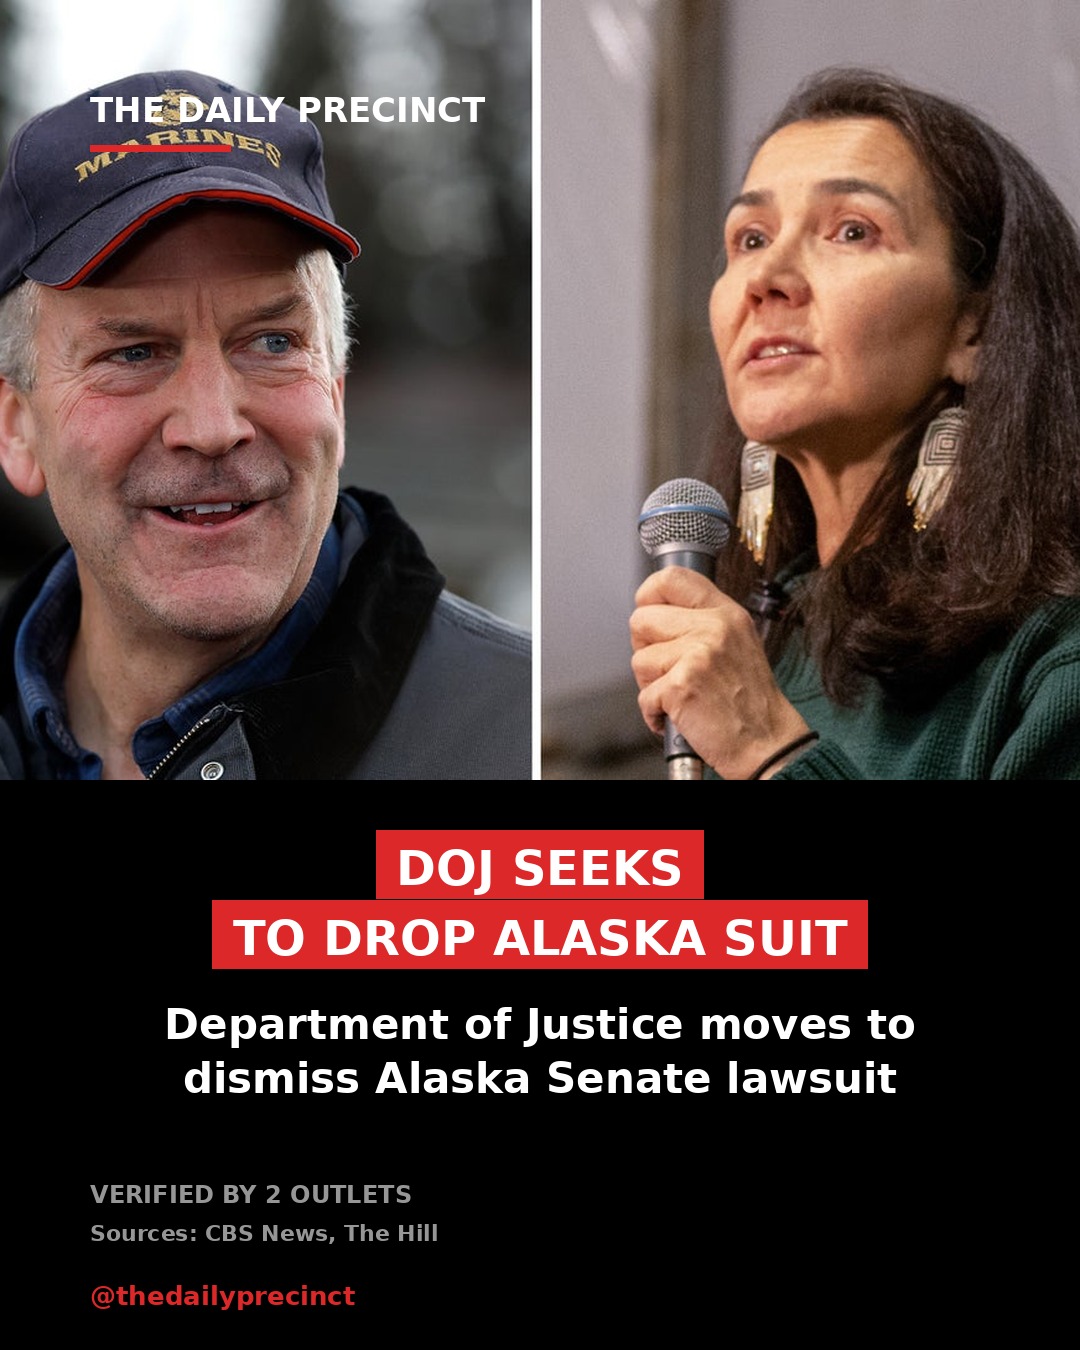 THE DAILY PRECINCT
MARINES
DOJ SEEKS
TO DROP ALASKA SUIT
Department of Justice moves to
dismiss Alaska Senate lawsuit
VERIFIED BY 2 OUTLETS
Sources: CBS News, The Hill
@thedailyprecinct